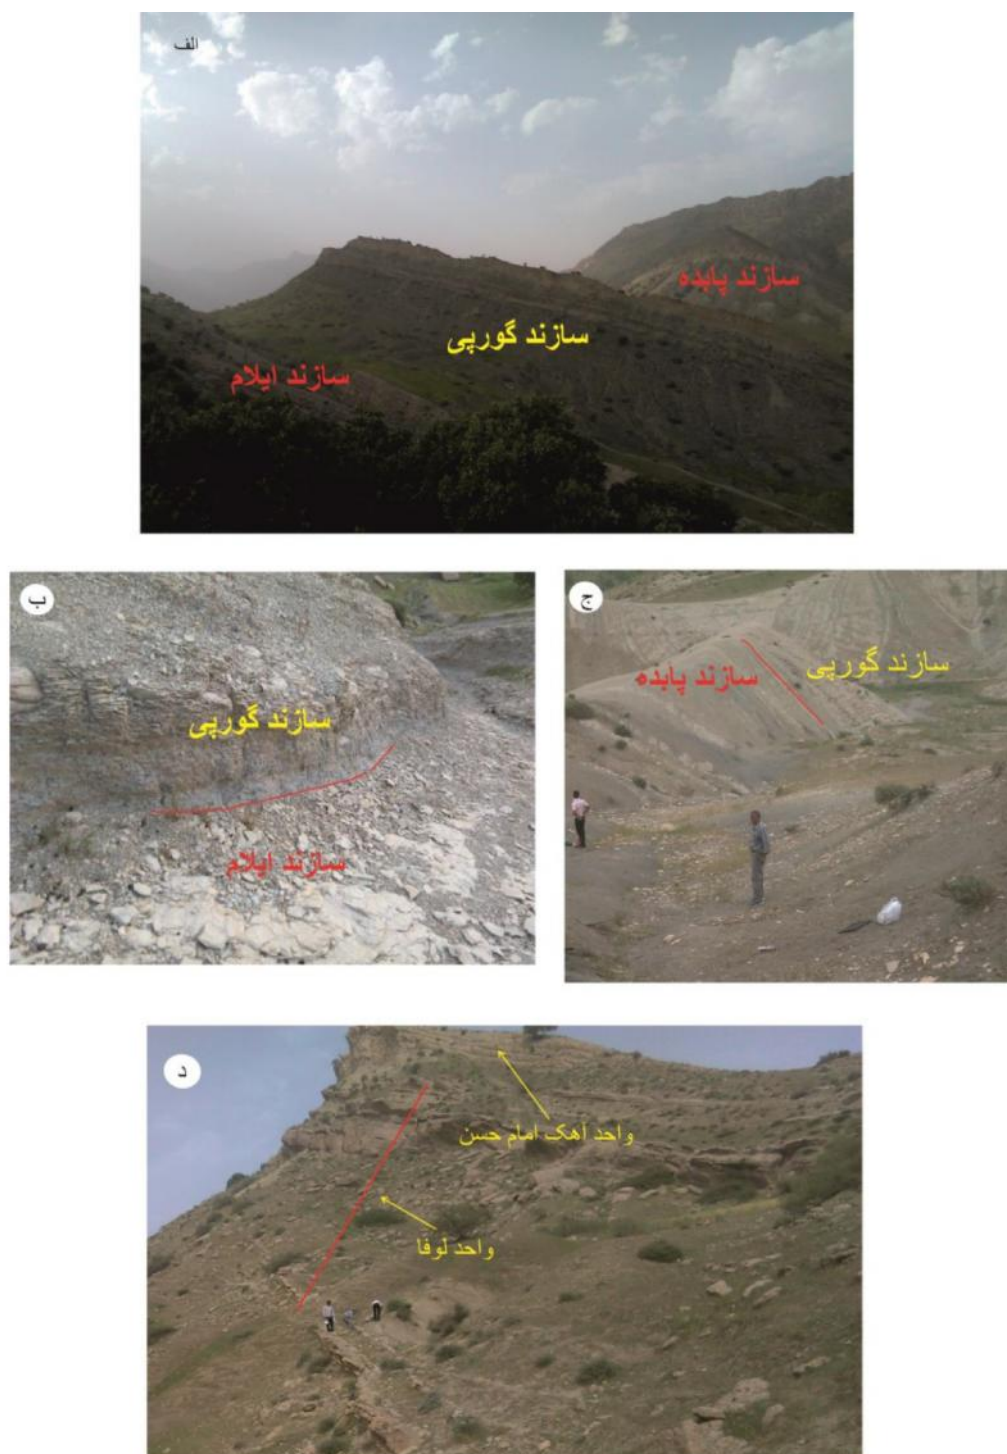 الف
سازند پابده
سازند گورپی
سازند ایلام
ب
سازند گورپی
سازند ایلام
ج
سازند گورپی
سازند پابده
د
واحد آهک امام حسن
واحد لوفا